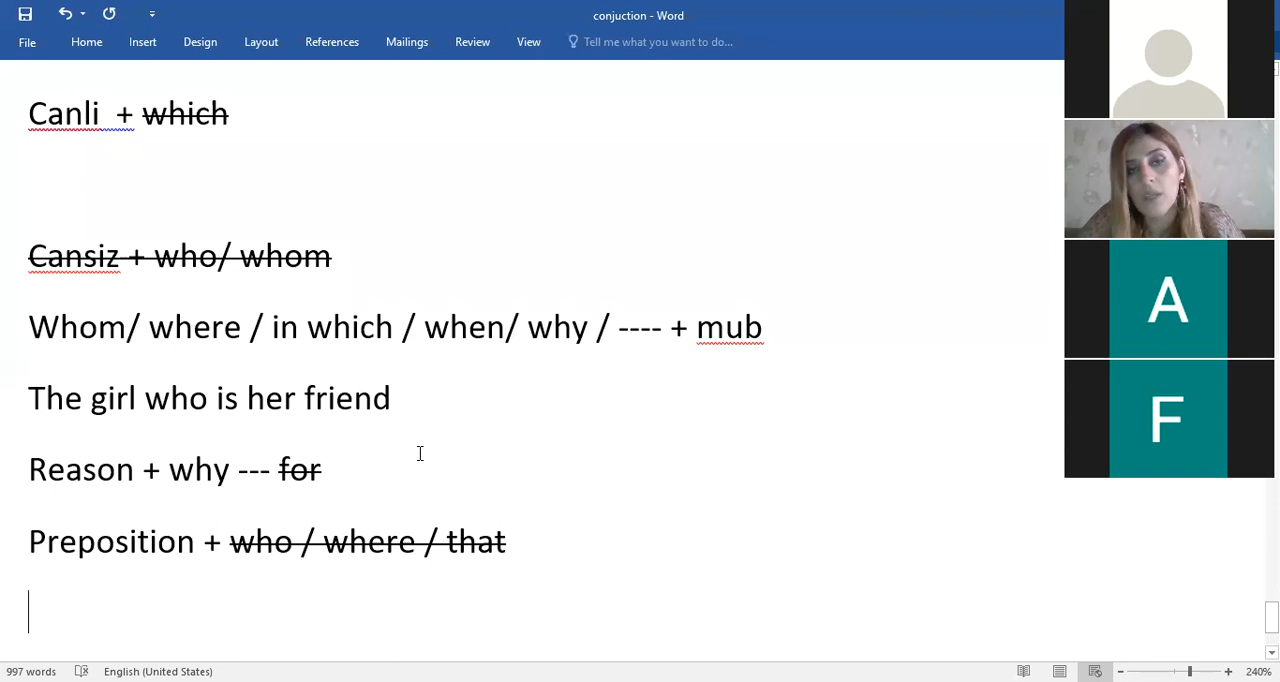 conjuction - Word
File Home Insert Design Layout References Mailings Review View Tell me what you want to do...
Canli + which
Cansiz + who/ whom
Whom/ where / in which / when/ why / ---- + mub
The girl who is her friend
Reason + why --- for
Preposition + who / where / that
A
F
997 words English (United States) 240%